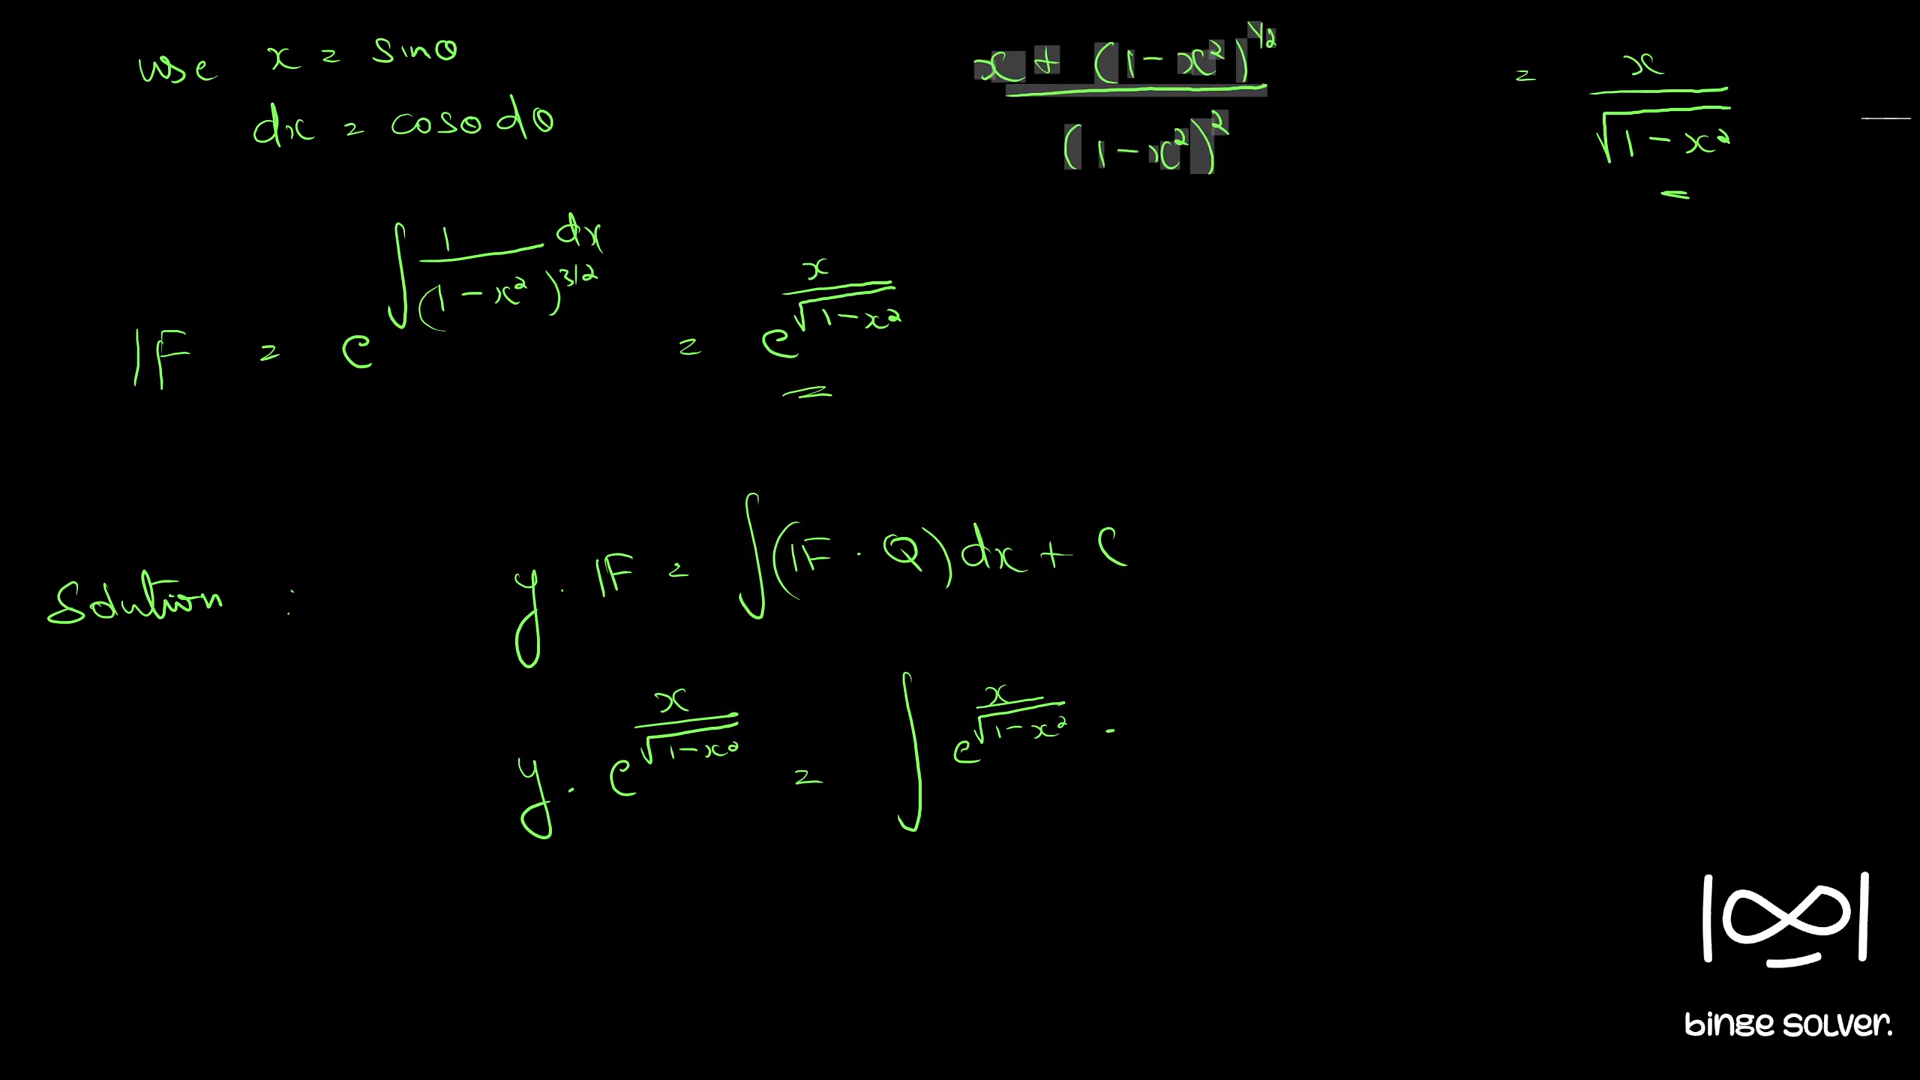 use x = sinθ
dx = cosθ dθ
x + (1 - x²)^1/2 / (1 - x²)²
= x / √(1 - x²)
IF = e^∫ 1/(1 - x²)^3/2 dx = e^x/√(1 - x²)
Solution : y · IF = ∫(IF · Q) dx + C
y · e^x/√(1 - x²) = ∫ e^x/√(1 - x²) ·
binge solver.